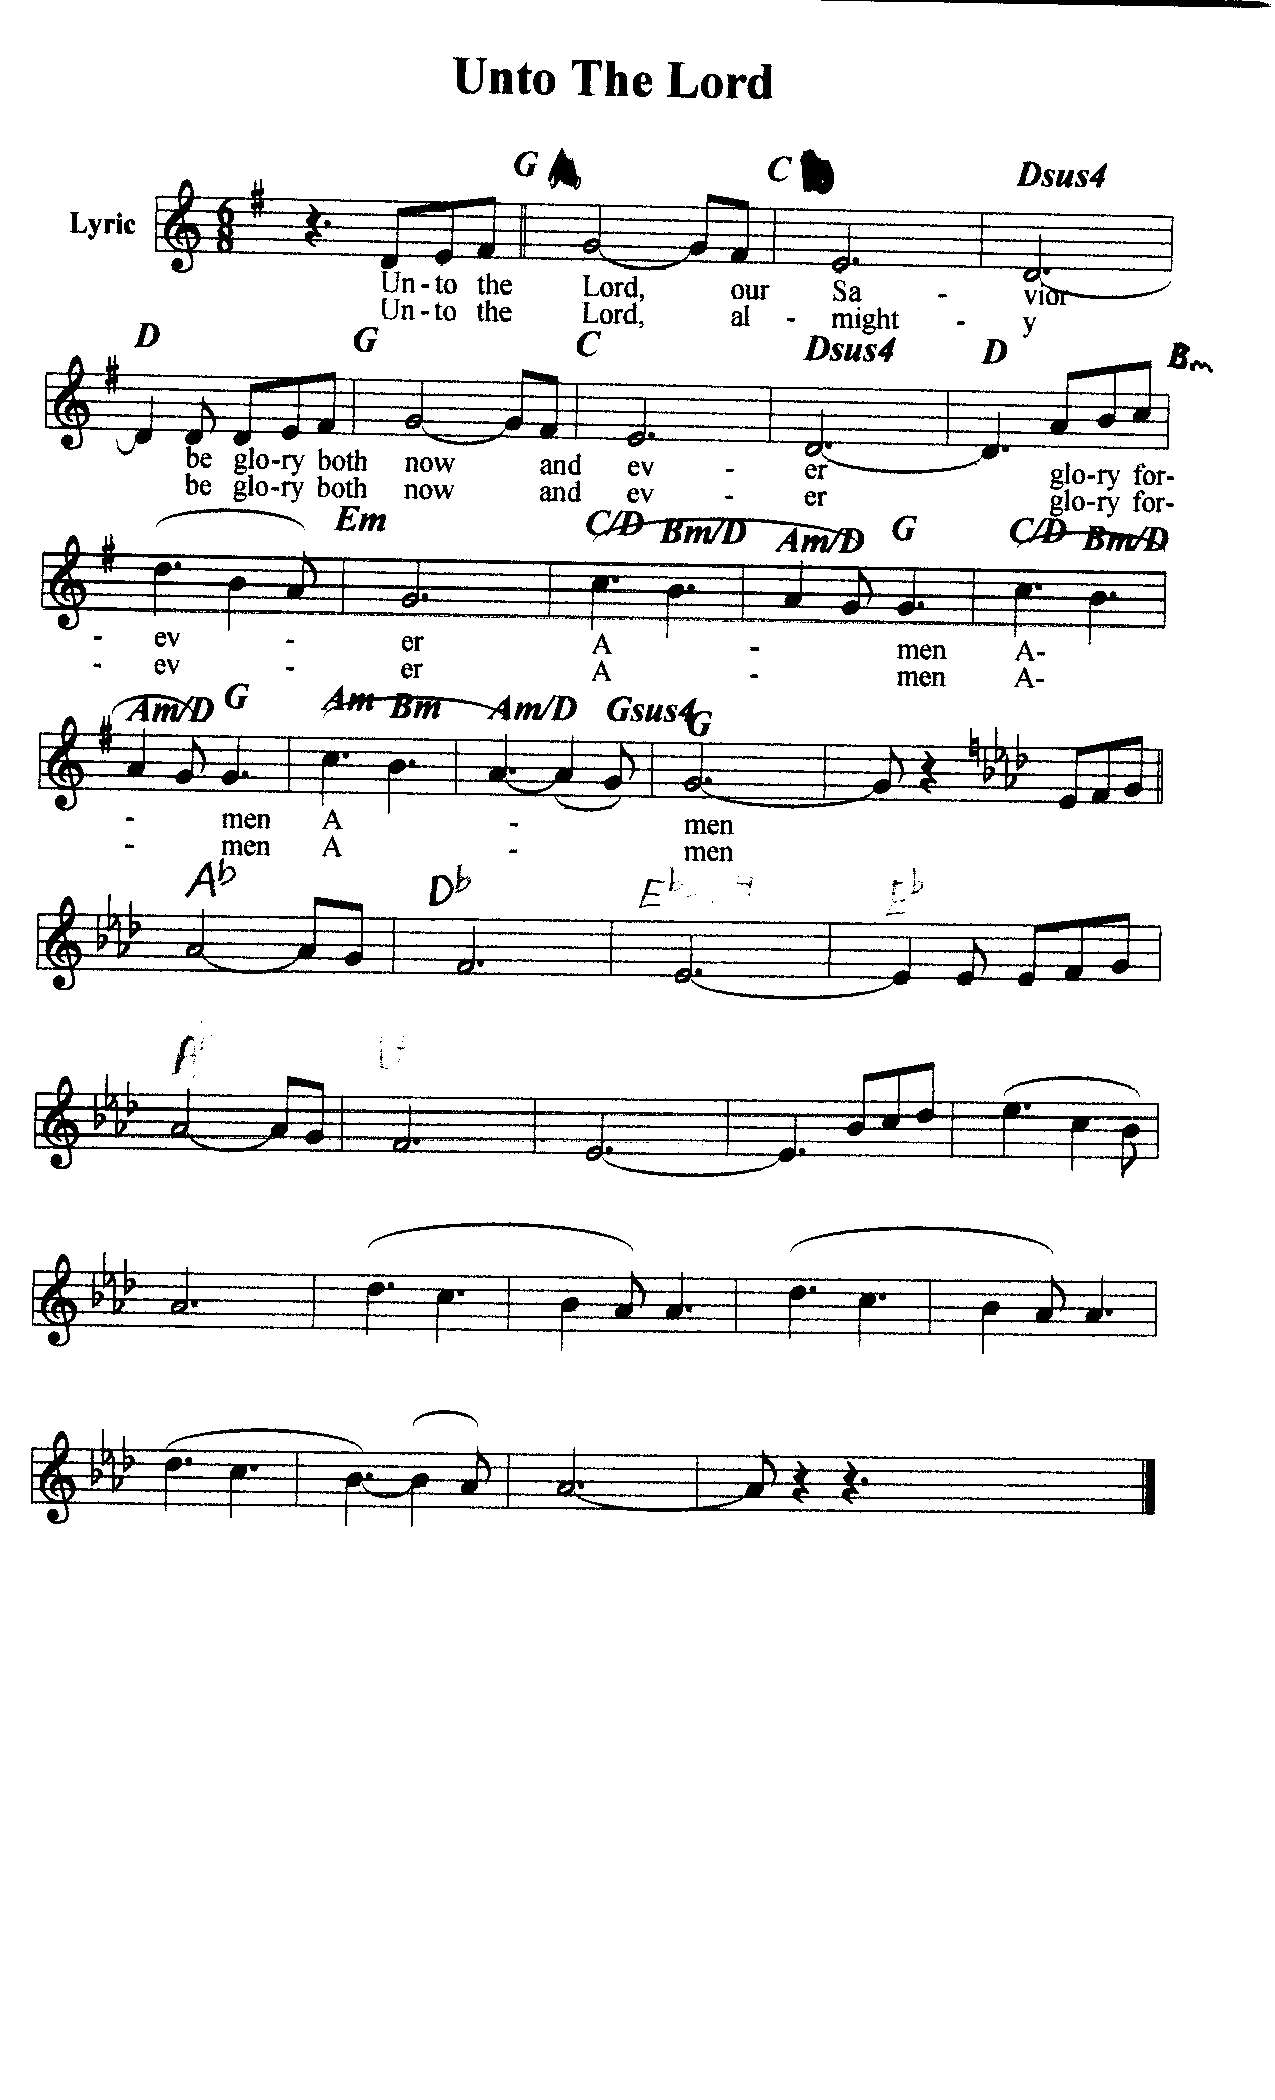 Unto The Lord
G C Dsus4
Lyric
6
8
Un - to the Lord, our Sa - vior
Un - to the Lord, al - might - y
D G C Dsus4 D Bm
be glo-ry both now and ev - er glo-ry for-
be glo-ry both now and ev - er glo-ry for-
Em C/D Bm/D Am/D G C/D Bm/D
- ev - er A - men A-
- ev - er A - men A-
Am/D G Am Bm Am/D Gsus4 G
- men A - men
- men A - men
A♭ D♭ E♭ E♭